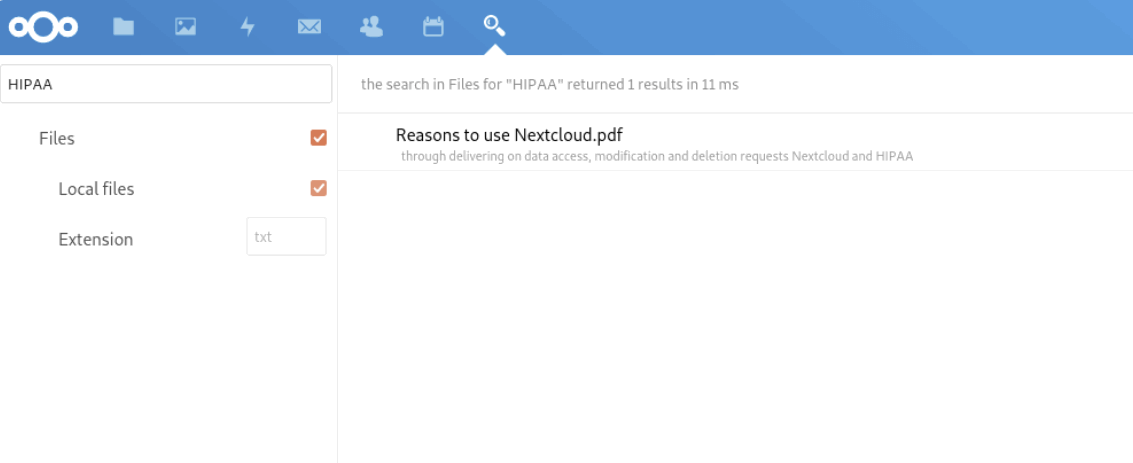 HIPAA
Files
Local files
Extension
txt
the search in Files for "HIPAA" returned 1 results in 11 ms
Reasons to use Nextcloud.pdf
through delivering on data access, modification and deletion requests Nextcloud and HIPAA